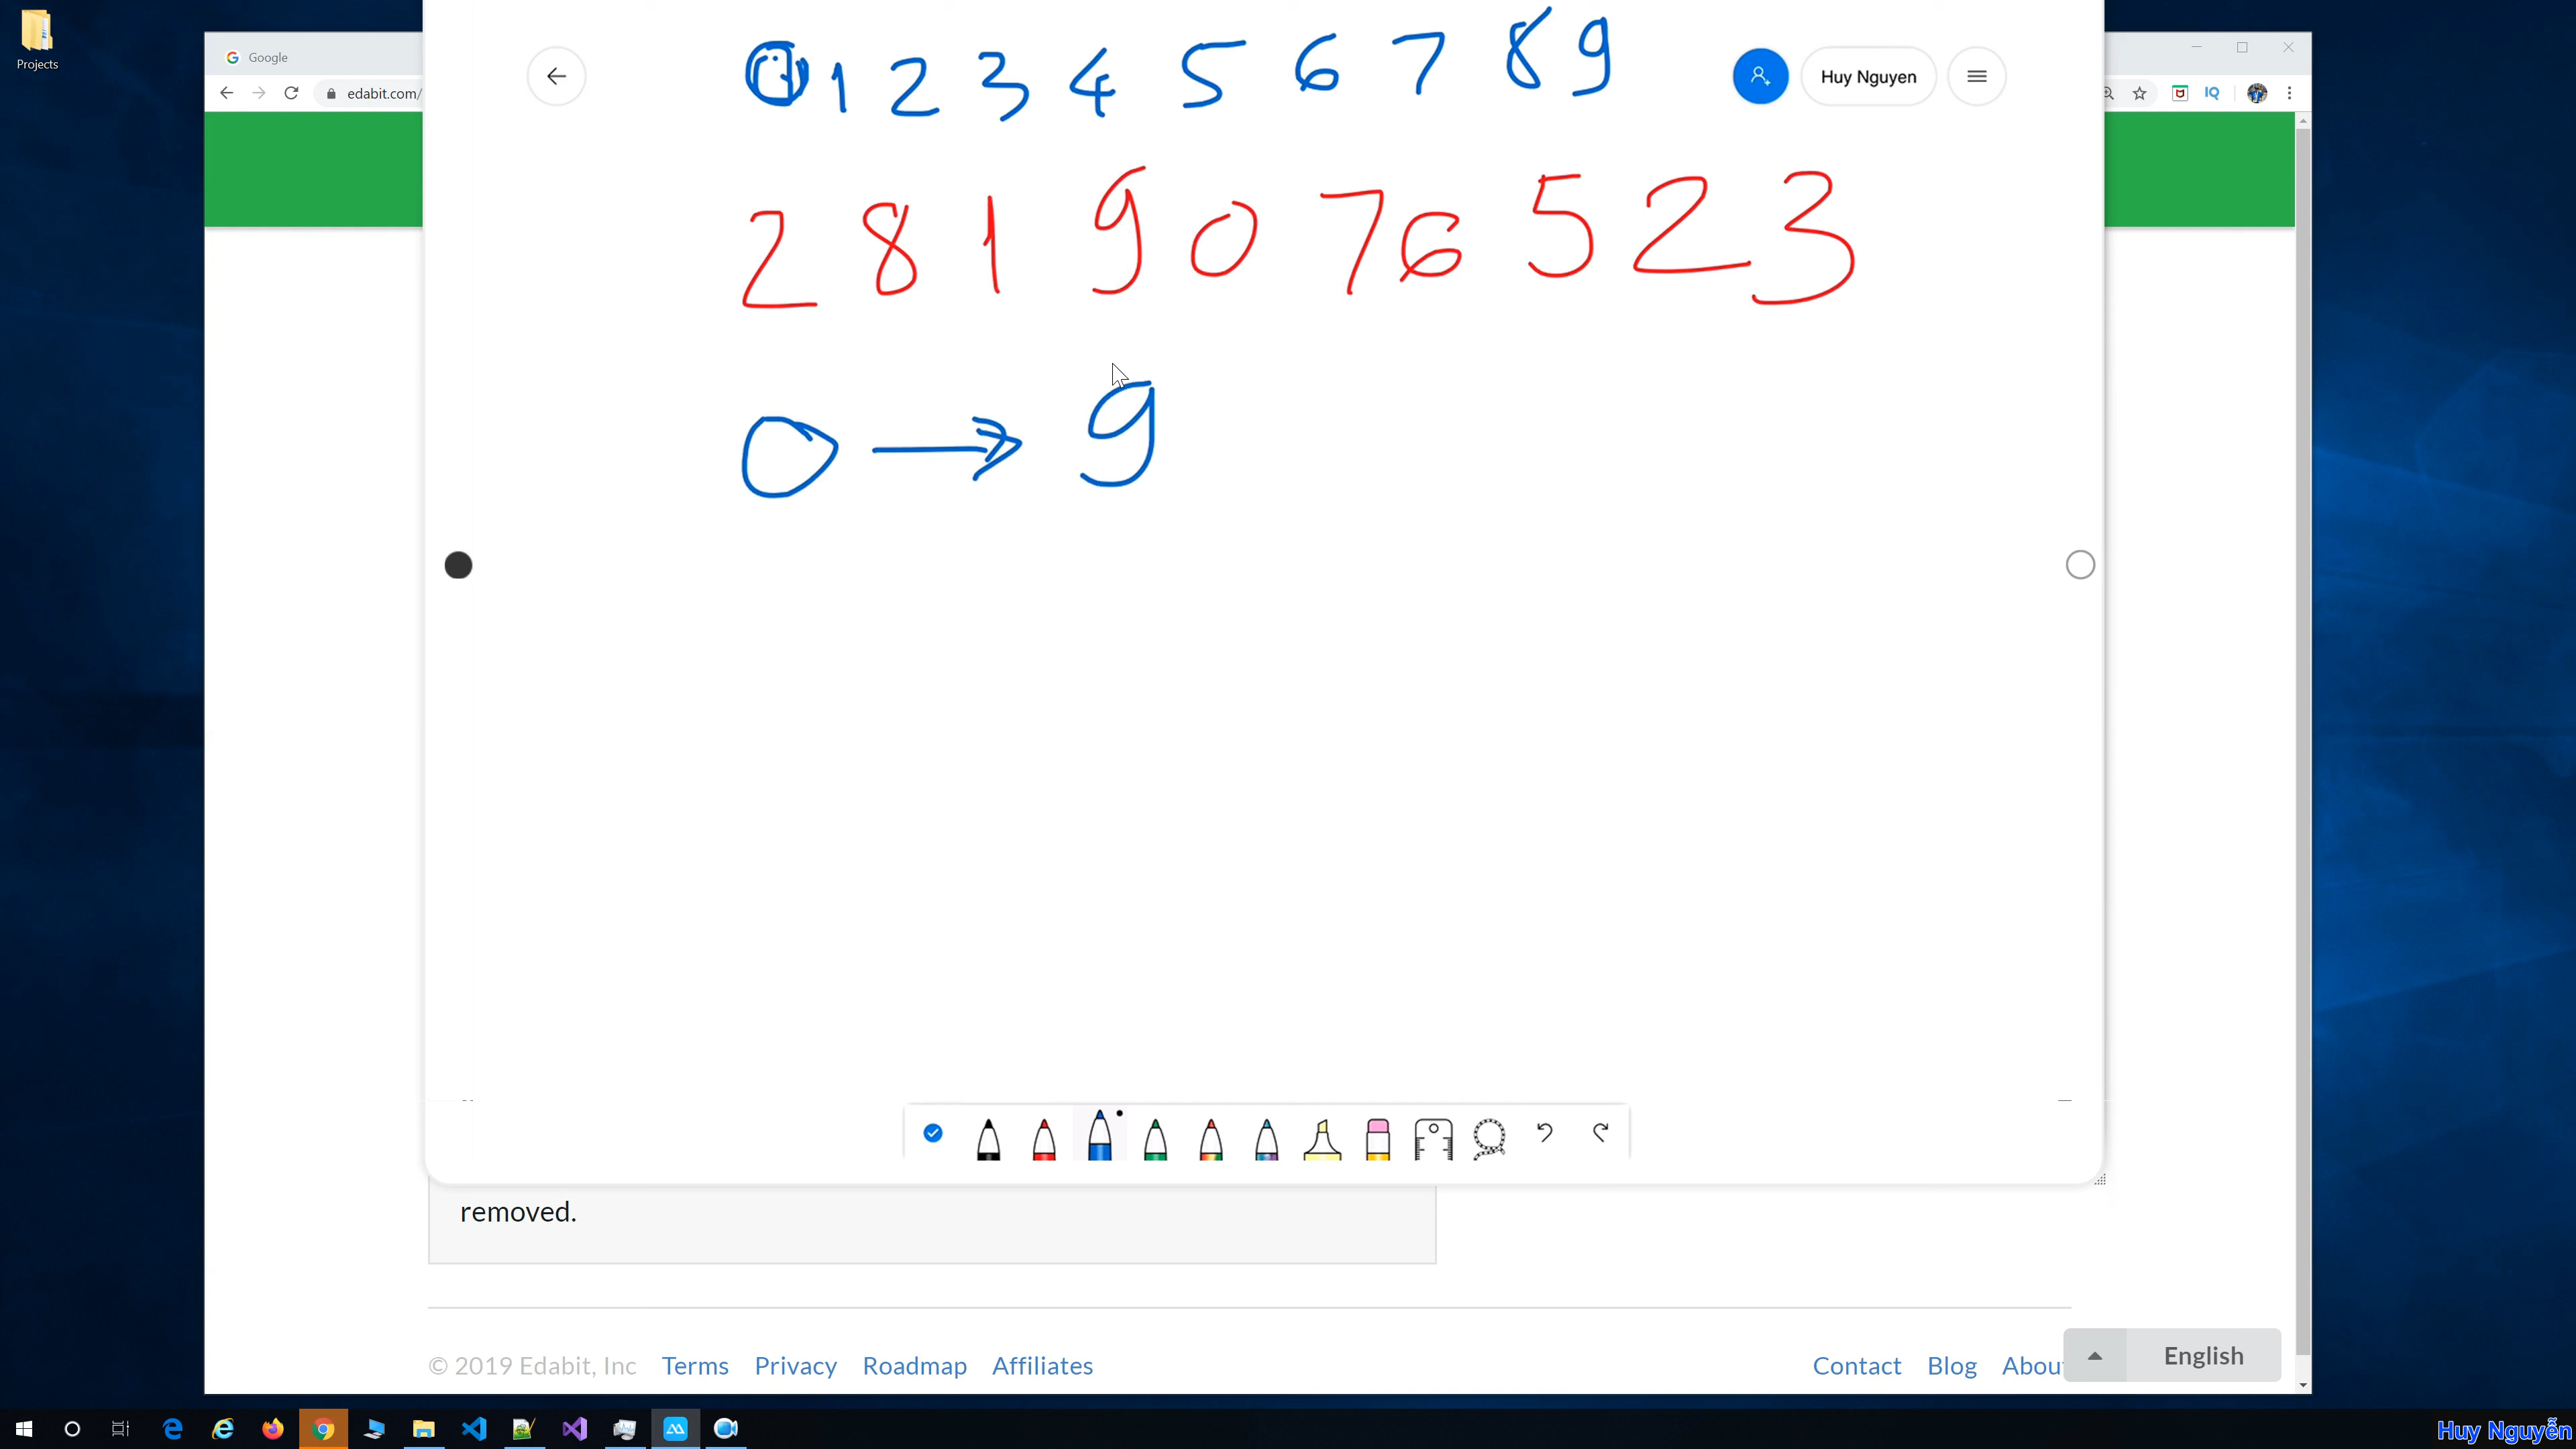 Projects
Google
edabit.com/
Huy Nguyen
IQ
0 1 2 3 4 5 6 7 8 9
2 8 1 9 0 7 6 5 2 3
0 → 9
removed.
© 2019 Edabit, Inc Terms Privacy Roadmap Affiliates
Contact Blog Abou
English
Huy Nguyễn